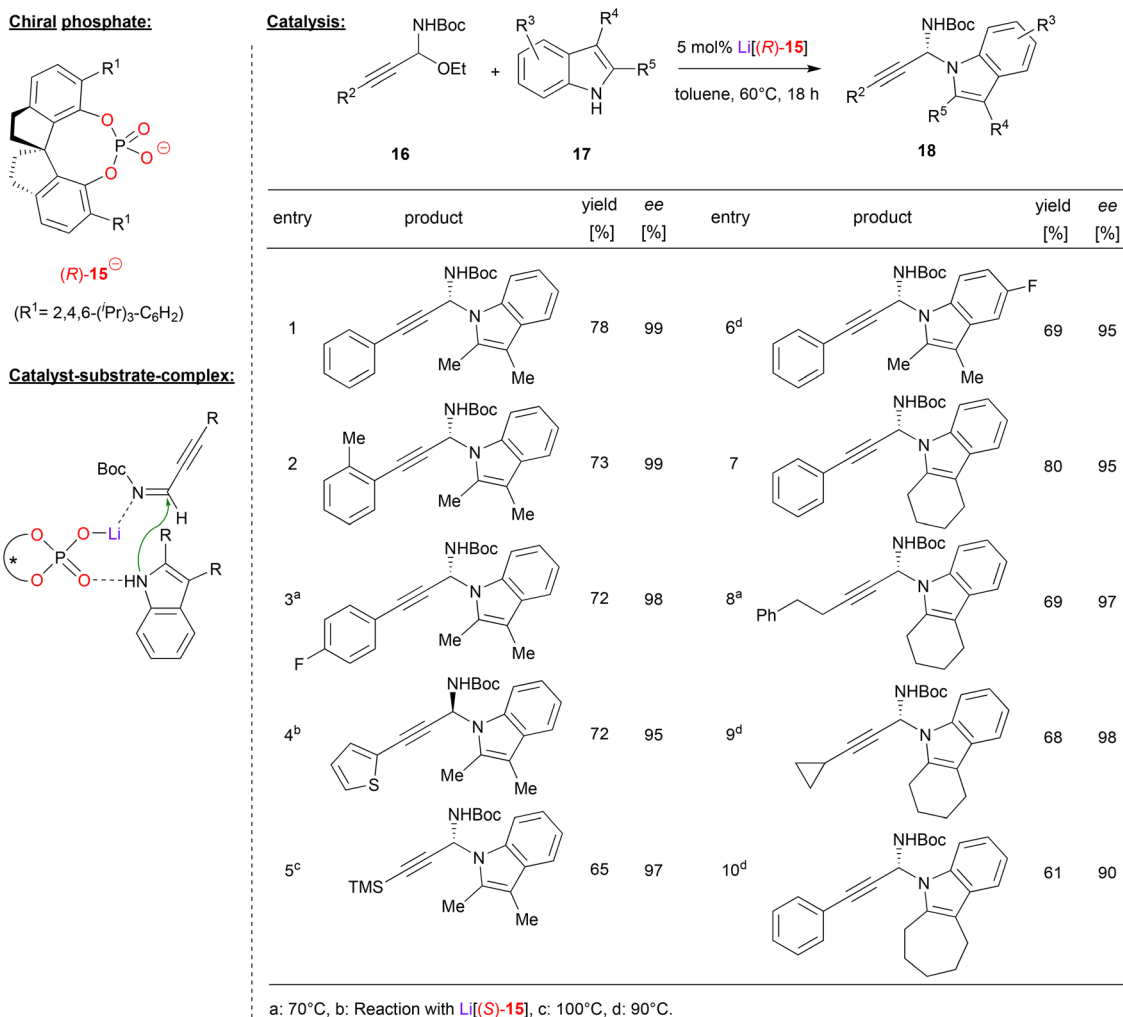 Chiral phosphate:
R¹
O
O
P
O ⊖
O
R¹
(R)-15⊖
(R¹= 2,4,6-(ⁱPr)₃-C₆H₂)
Catalyst-substrate-complex:
R
Boc
N
H
O
O
Li
P
*
O
O
HN
R
R
Catalysis:
NHBoc
OEt
R²
16
+
R³
R⁴
R⁵
N
H
17
5 mol% Li[(R)-15]
toluene, 60°C, 18 h
NHBoc
R³
N
R²
R⁵
R⁴
18
entry product yield [%] ee [%] entry product yield [%] ee [%]
1
NHBoc
N
Me
Me
78 99
6ᵈ
NHBoc
F
N
Me
Me
69 95
2
NHBoc
Me
N
Me
Me
73 99
7
NHBoc
N
80 95
3ᵃ
NHBoc
N
F
Me
Me
72 98
8ᵃ
NHBoc
N
Ph
69 97
4ᵇ
NHBoc
N
S
Me
Me
72 95
9ᵈ
NHBoc
N
68 98
5ᶜ
NHBoc
N
TMS
Me
Me
65 97
10ᵈ
NHBoc
N
61 90
a: 70°C, b: Reaction with Li[(S)-15], c: 100°C, d: 90°C.